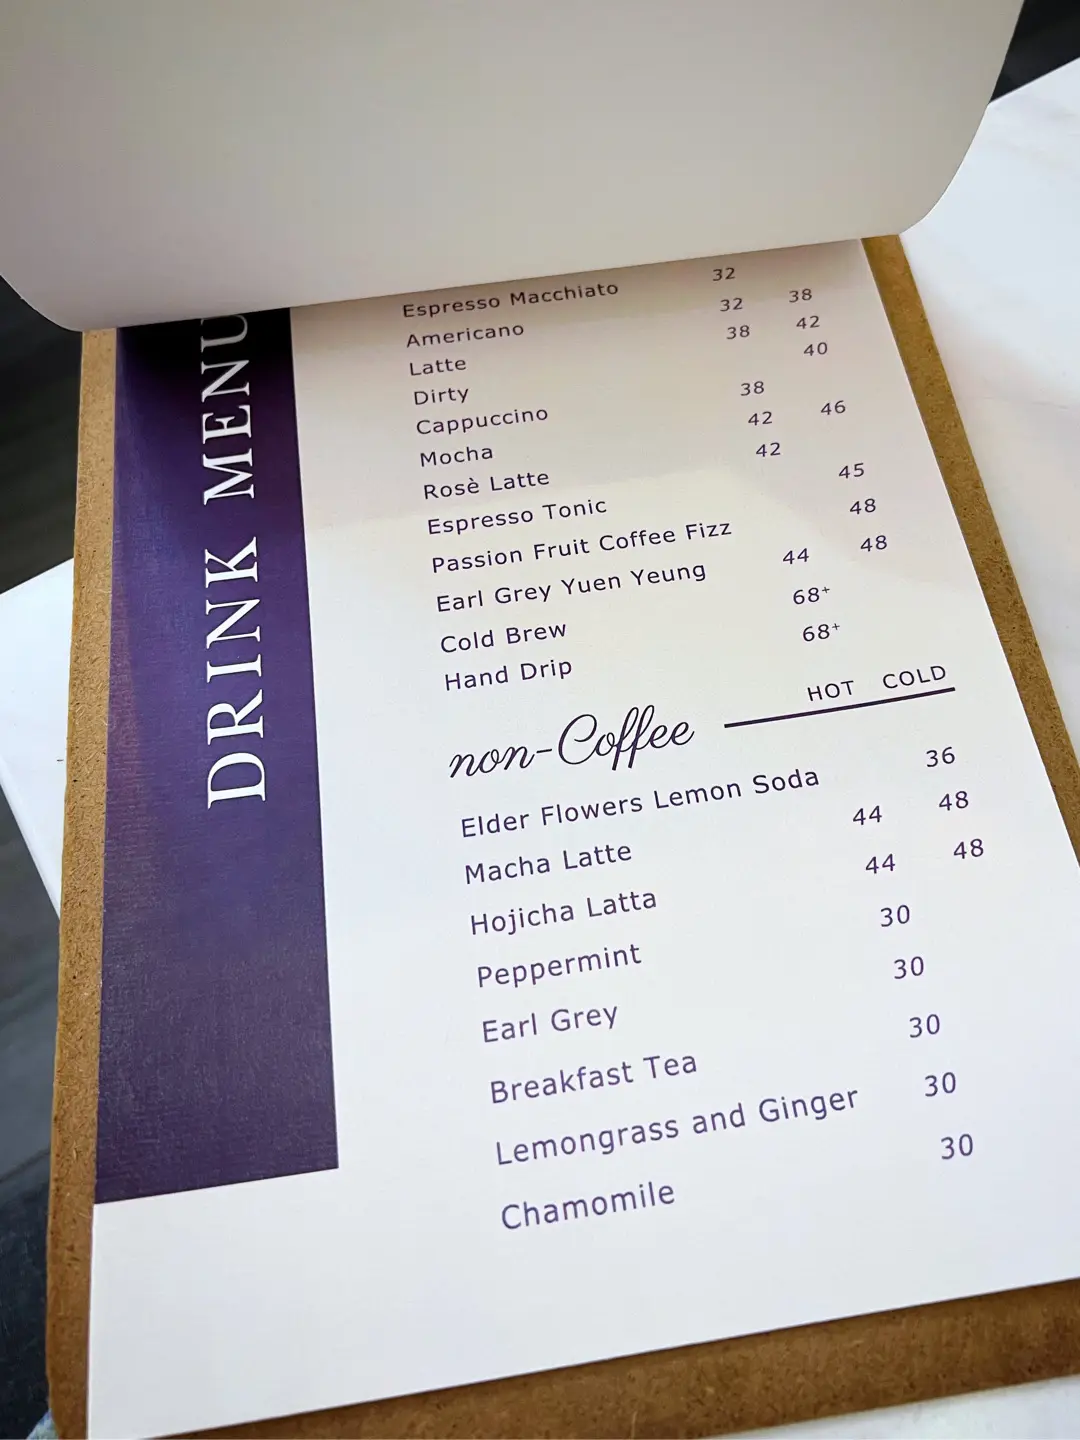 DRINK MENU
Espresso Macchiato 32
Americano 32 38
Latte 38 42
Dirty 40
Cappuccino 38
Mocha 42 46
Rosè Latte 42
Espresso Tonic 45
Passion Fruit Coffee Fizz 48
Earl Grey Yuen Yeung 44 48
Cold Brew 68+
Hand Drip 68+
non-Coffee HOT COLD
Elder Flowers Lemon Soda 36
Macha Latte 44 48
Hojicha Latta 44 48
Peppermint 30
Earl Grey 30
Breakfast Tea 30
Lemongrass and Ginger 30
Chamomile 30